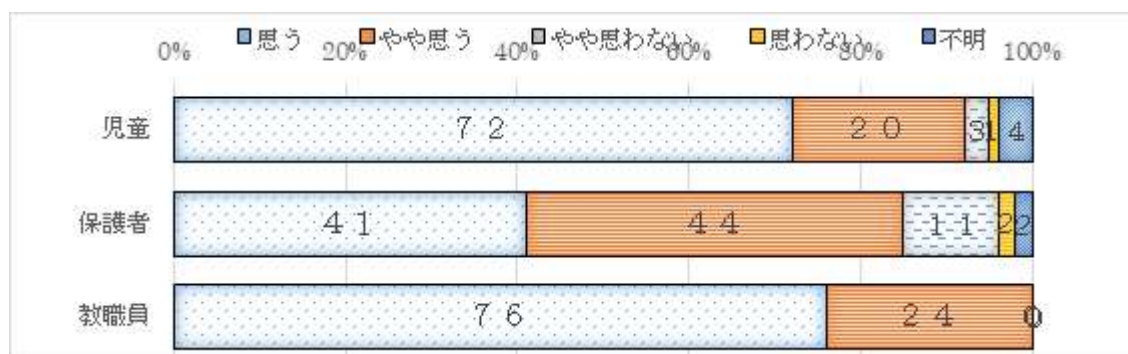 思う やや思う やや思わない 思わない 不明
0% 20% 40% 60% 80% 100%
児童 72 20 3 1 4
保護者 41 44 11 2 2
教職員 76 24 0